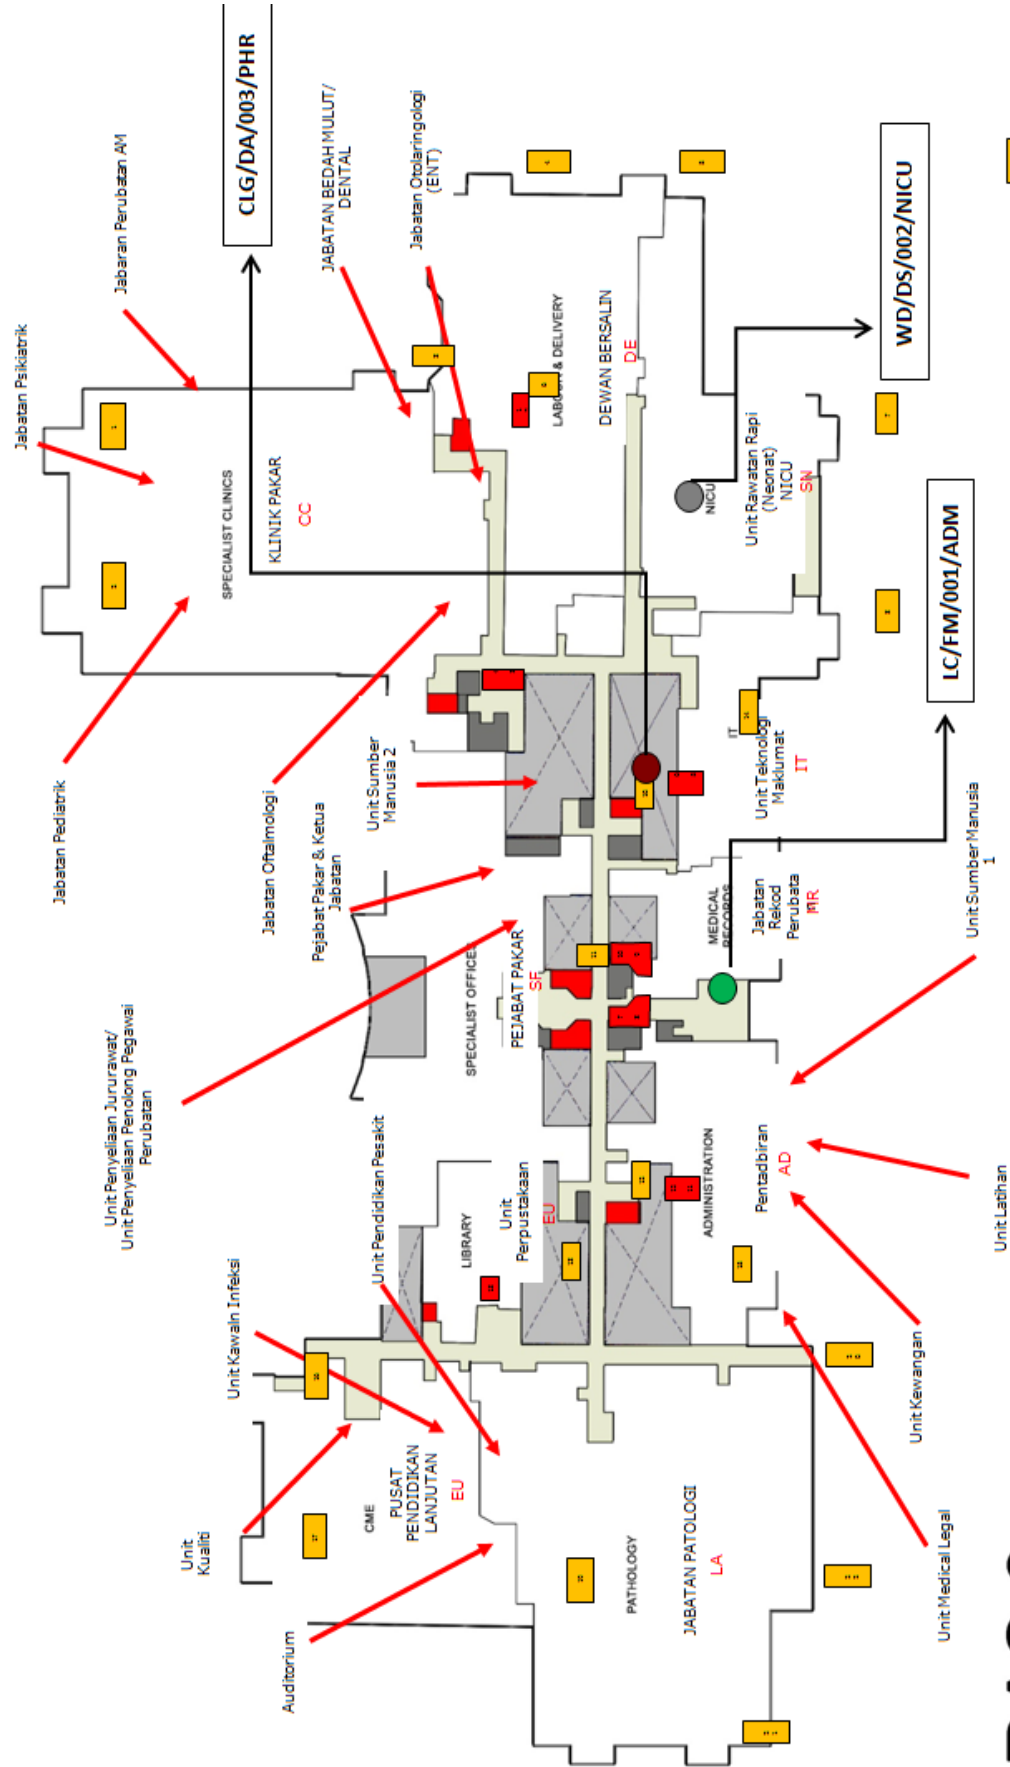 Jabatan Psikiatrik
Jabaran Perubatan AM
CLG/DA/003/PHR
JABATAN BEDAH MULUT/
DENTAL
Jabatan Otolaringologi
(ENT)
SPECIALIST CLINICS
KLINIK PAKAR
CC
LABOUR & DELIVERY
DEWAN BERSALIN
DE
WD/DS/002/NICU
NICU
Unit Rawatan Rapi
(Neonat)
NICU
SN
LC/FM/001/ADM
Jabatan Pediatrik
Jabatan Oftalmologi
Unit Sumber
Manusia 2
Pejabat Pakar & Ketua
Jabatan
IT
Unit Teknologi
Maklumat
IT
Unit Sumber Manusia
1
MEDICAL
RECORDS
Jabatan
Rekod
Perubata
MR
SPECIALIST OFFICES
PEJABAT PAKAR
SF
Unit Penyeliaan Jururawat/
Unit Penyeliaan Penolong Pegawai
Perubatan
Unit Pendidikan Pesakit
LIBRARY
Unit
Perpustakaan
EU
ADMINISTRATION
Pentadbiran
AD
Unit Latihan
Unit Kewangan
Unit Medical Legal
Unit Kawaln Infeksi
Unit
Kualiti
CME
PUSAT
PENDIDIKAN
LANJUTAN
EU
Auditorium
PATHOLOGY
JABATAN PATOLOGI
LA